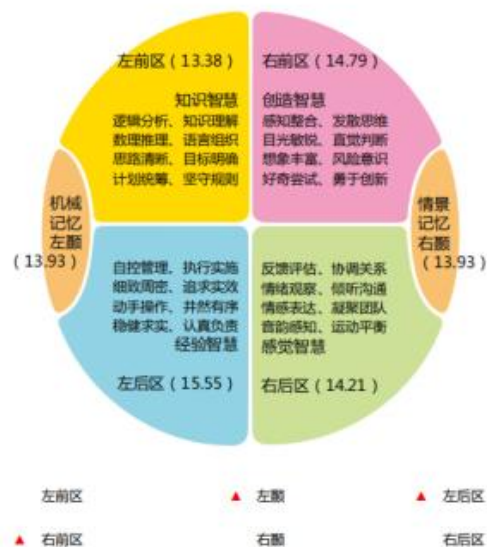 左前区（13.38）
知识智慧
逻辑分析、知识理解
数理推理、语言组织
思路清晰、目标明确
计划统筹、坚守规则
右前区（14.79）
创造智慧
感知整合、发散思维
目光敏锐、直觉判断
想象丰富、风险意识
好奇尝试、勇于创新
机械
记忆
左颞
（13.93）
情景
记忆
右颞
（13.93）
自控管理、执行实施
细致周密、追求实效
动手操作、井然有序
稳健求实、认真负责
经验智慧
左后区（15.55）
反馈评估、协调关系
情绪观察、倾听沟通
情感表达、凝聚团队
音韵感知、运动平衡
感觉智慧
右后区（14.21）
左前区 ▲ 左颞 ▲ 左后区
▲ 右前区 右颞 右后区